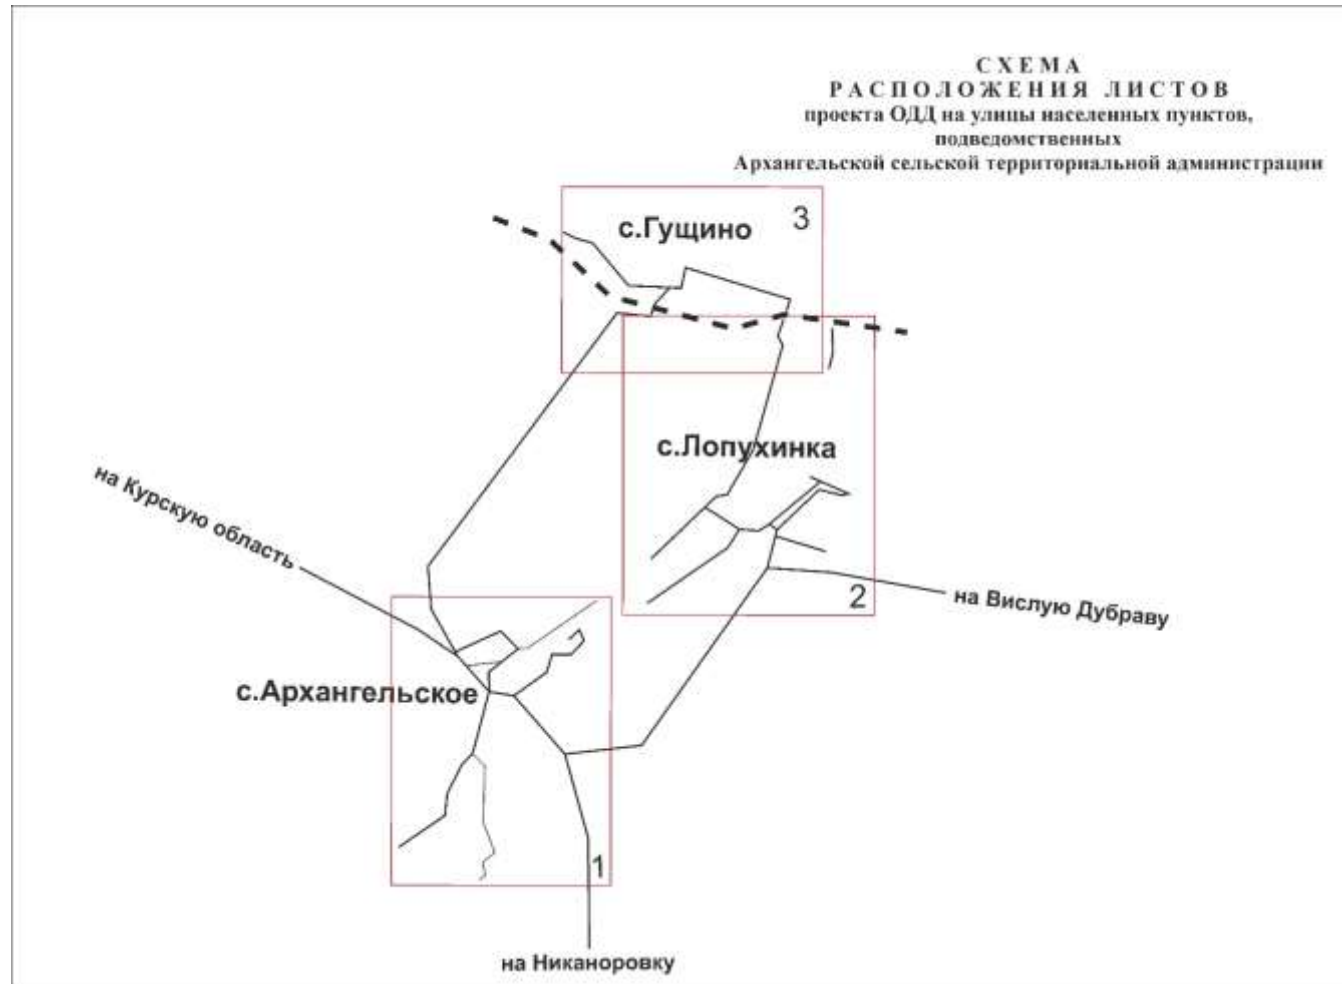 СХЕМА
РАСПОЛОЖЕНИЯ ЛИСТОВ
проекта ОДД на улицы населенных пунктов,
подведомственных
Архангельской сельской территориальной администрации
3
с.Гущино
с.Лопухинка
на Курскую область
2
на Вислую Дубраву
с.Архангельское
1
на Никаноровку